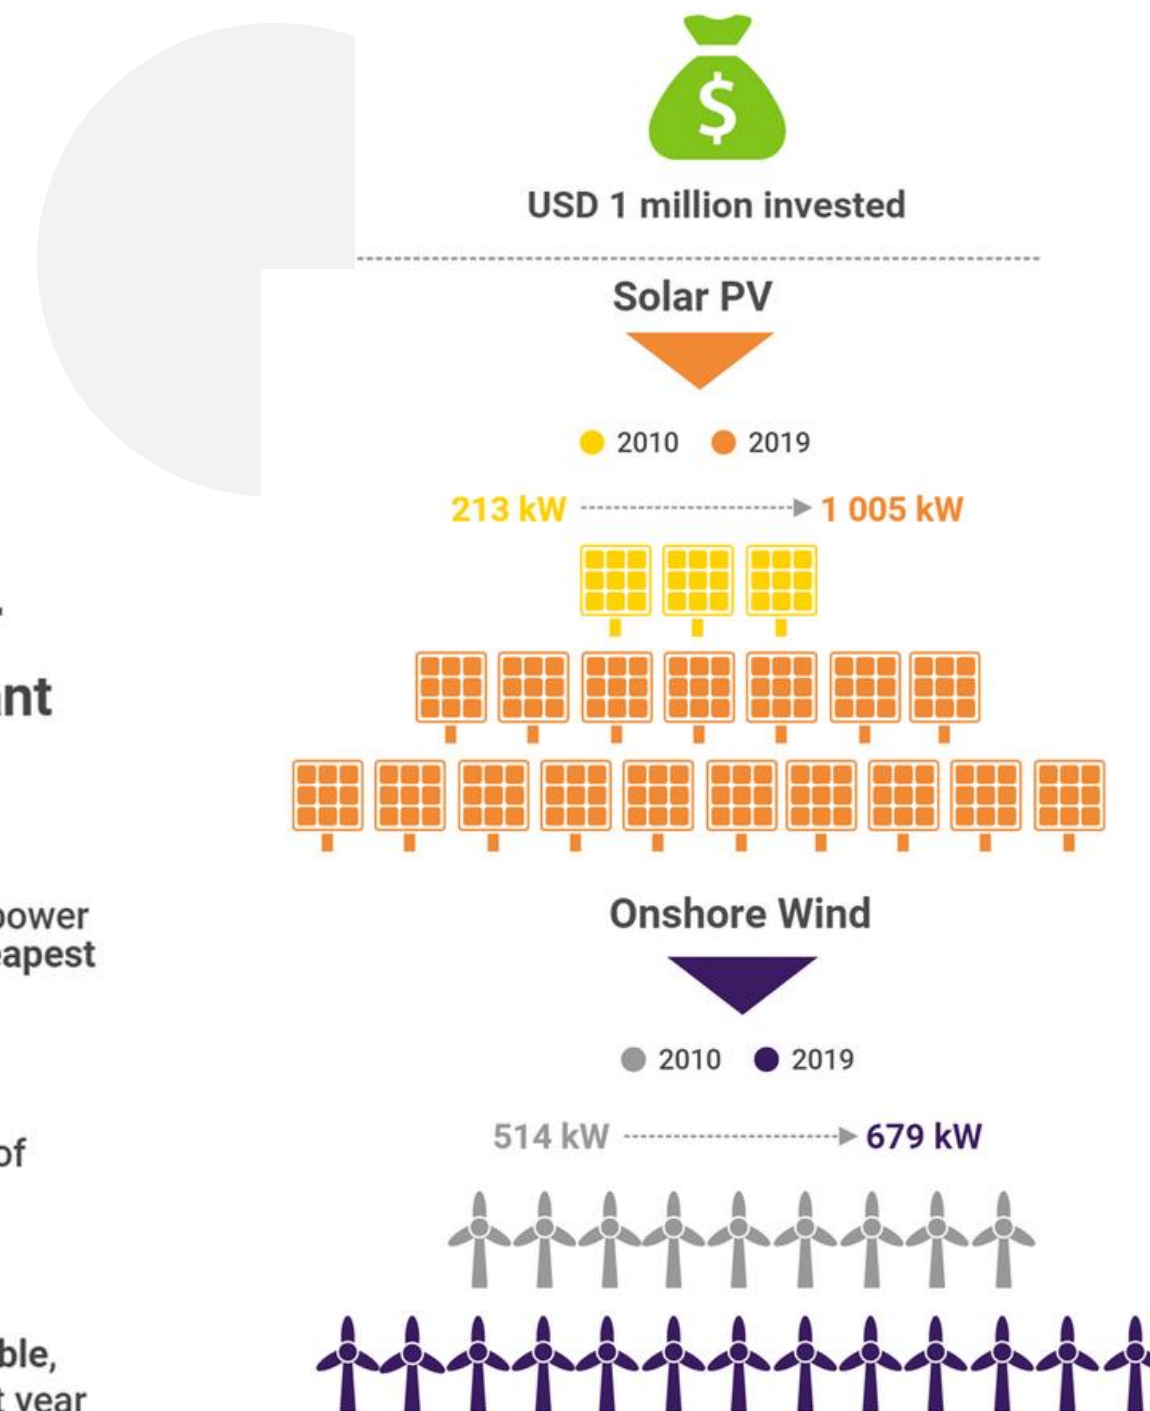 $
USD 1 million invested
Solar PV
2010 2019
213 kW 1 005 kW
Onshore Wind
2010 2019
514 kW 679 kW
nt
power
eapest
of
ble,
t year